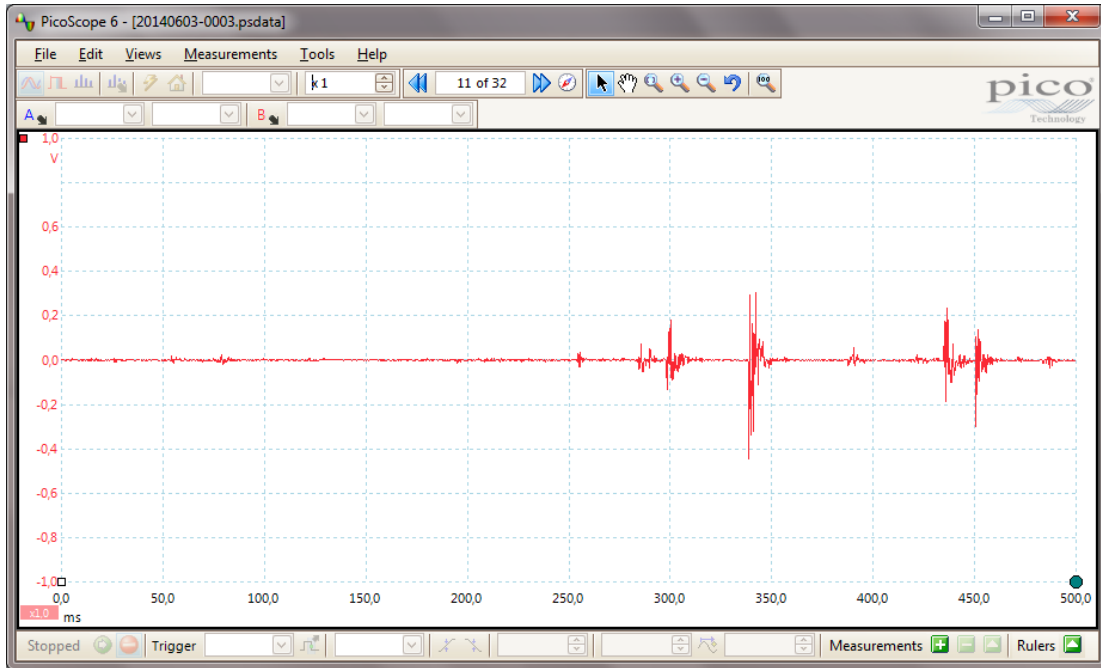 PicoScope 6 - [20140603-0003.psdata]
File Edit Views Measurements Tools Help
x1 11 of 32
pico
Technology
A B
1,0
V
0,6
0,4
0,2
0,0
-0,2
-0,4
-0,6
-0,8
-1,0
0,0 50,0 100,0 150,0 200,0 250,0 300,0 350,0 400,0 450,0 500,0
x1,0 ms
Stopped Trigger Measurements Rulers